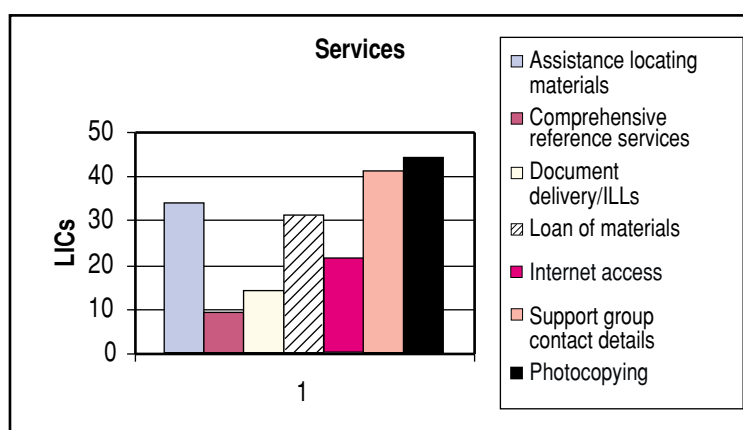 Services
50
40
30
20
10
0
LICs
1
Assistance locating
materials
Comprehensive
reference services
Document
delivery/ILLs
Loan of materials
Internet access
Support group
contact details
Photocopying